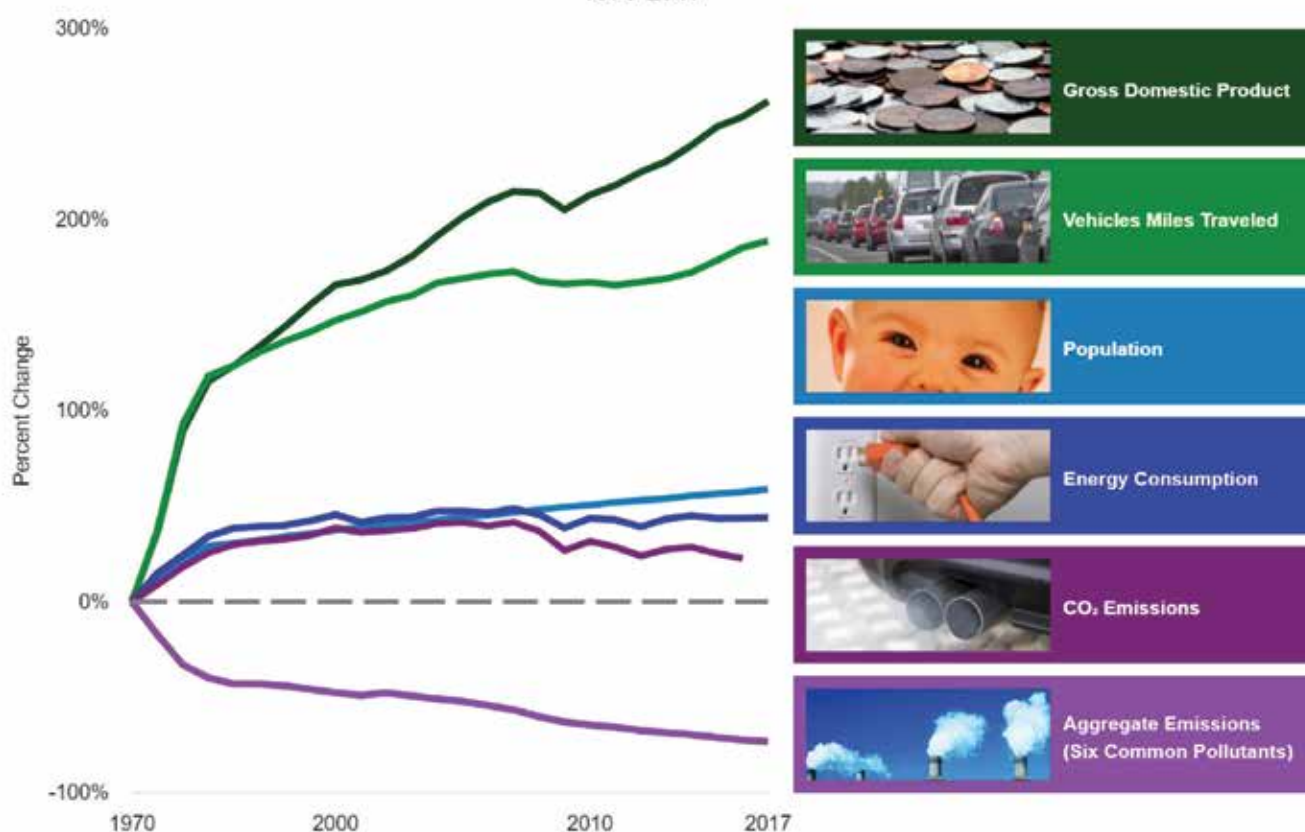 300%
Gross Domestic Product
200%
Vehicles Miles Traveled
Percent Change
Population
100%
Energy Consumption
0%
CO₂ Emissions
Aggregate Emissions
(Six Common Pollutants)
-100%
1970
2000
2010
2017